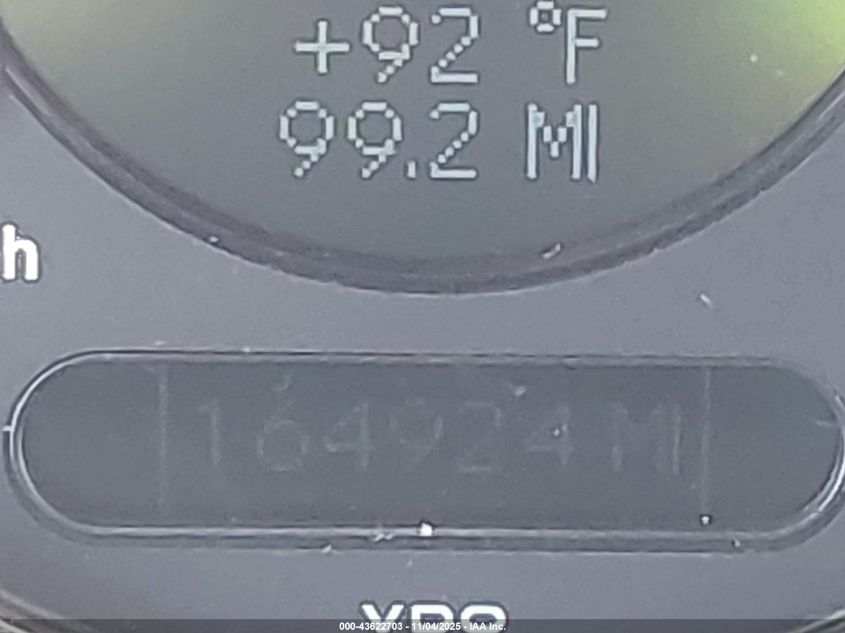 +92 °F
99.2 MI
h
164924 MI
000-43622703 - 11/04/2025 - IAA Inc.